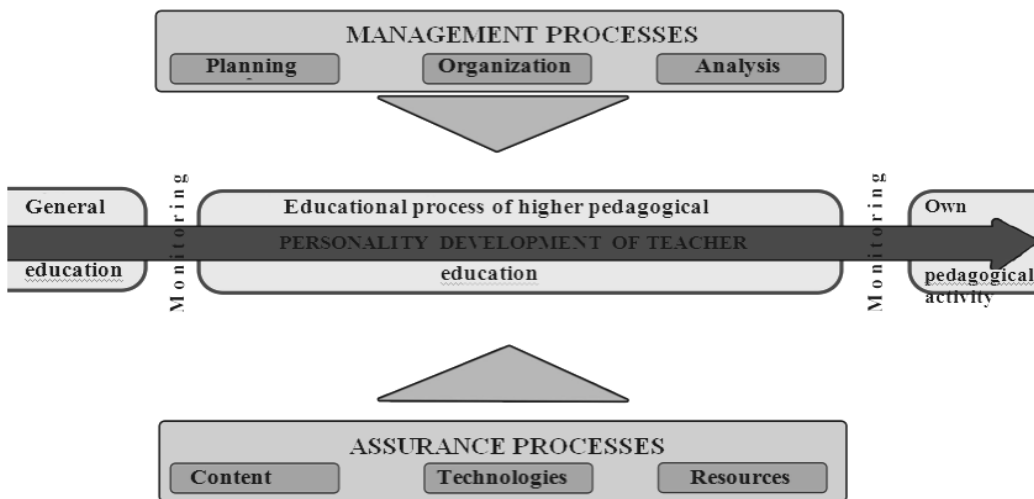 MANAGEMENT PROCESSES
Planning
Organization
Analysis
General
education
Monitoring
Educational process of higher pedagogical
PERSONALITY DEVELOPMENT OF TEACHER
education
Monitoring
Own
pedagogical
activity
ASSURANCE PROCESSES
Content
Technologies
Resources